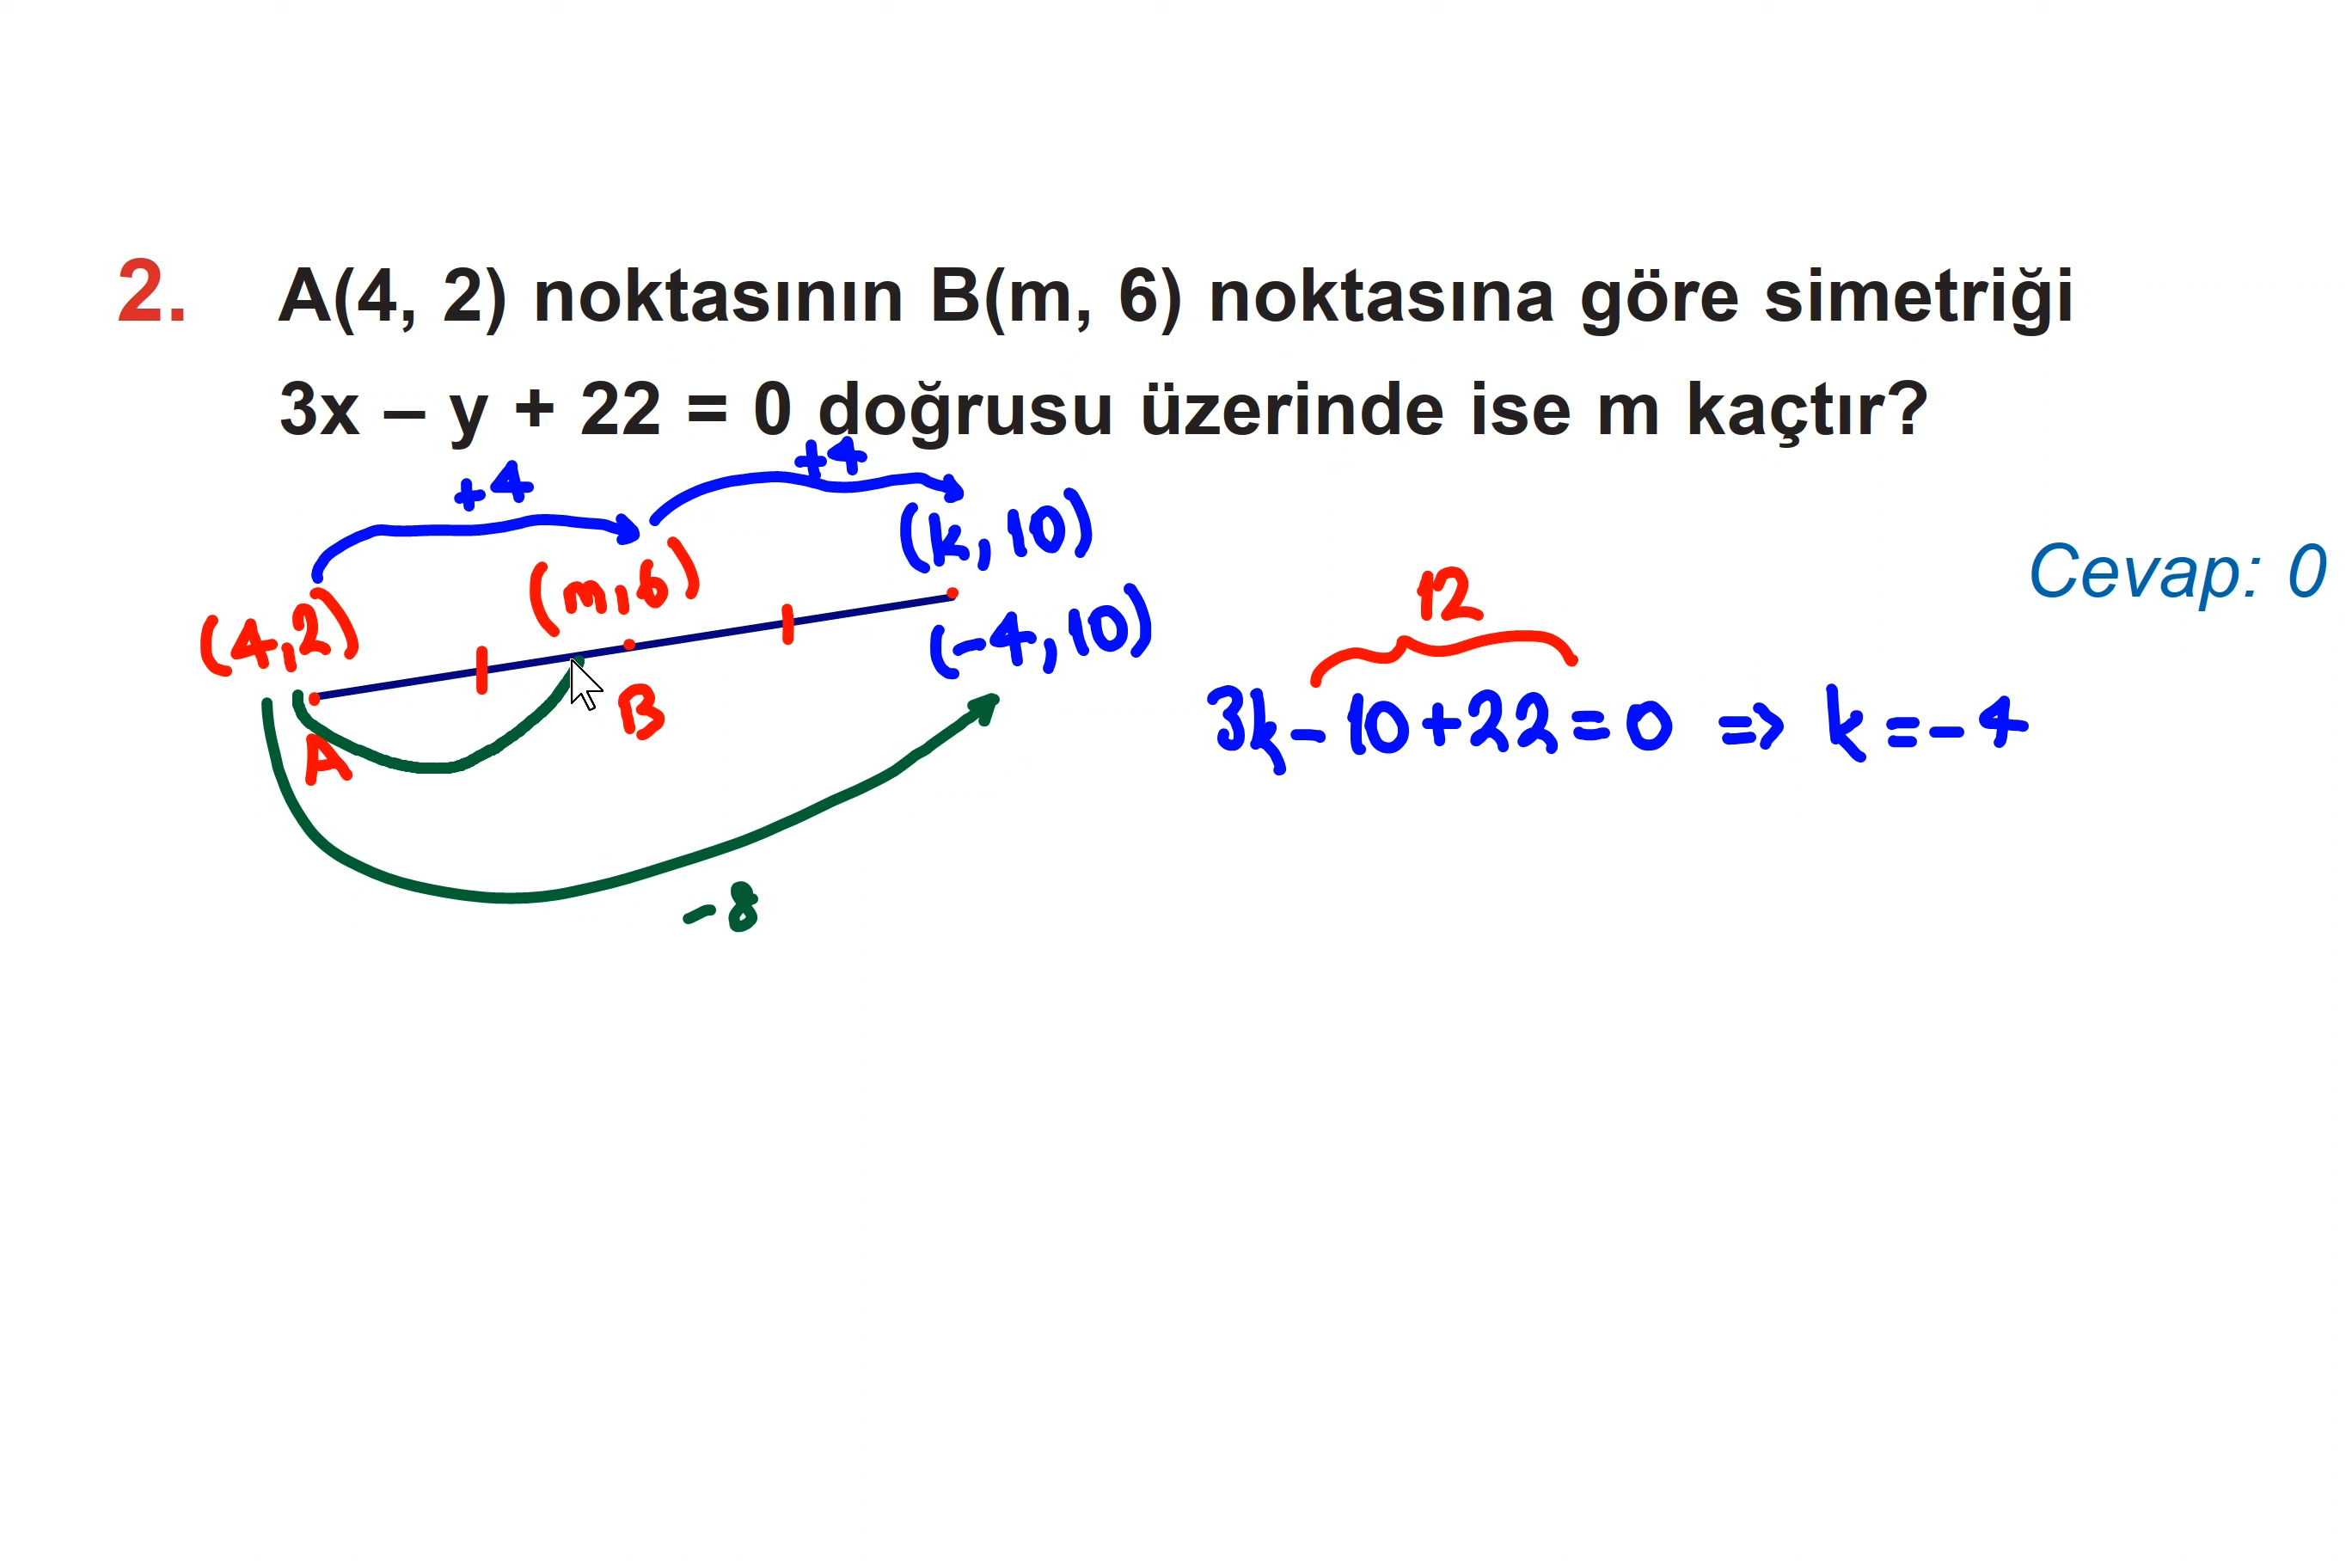 2. A(4, 2) noktasının B(m, 6) noktasına göre simetriği
3x – y + 22 = 0 doğrusu üzerinde ise m kaçtır?
+4 +4
(k, 10)
Cevap: 0
(4,2) (m,6) 12
(-4,10)
A B 3k-10+22=0 => k=-4
-8